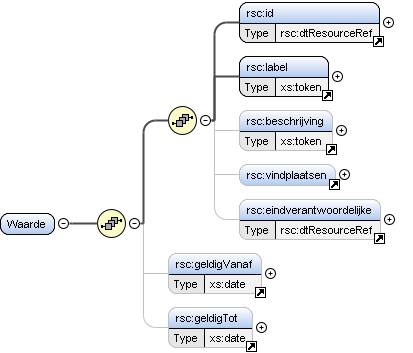 rsc:id
Type rsc:dtResourceRef
rsc:label
Type xs:token
rsc:beschrijving
Type xs:token
rsc:vindplaatsen
rsc:eindverantwoordelijke
Type rsc:dtResourceRef
Waarde
rsc:geldigVanaf
Type xs:date
rsc:geldigTot
Type xs:date